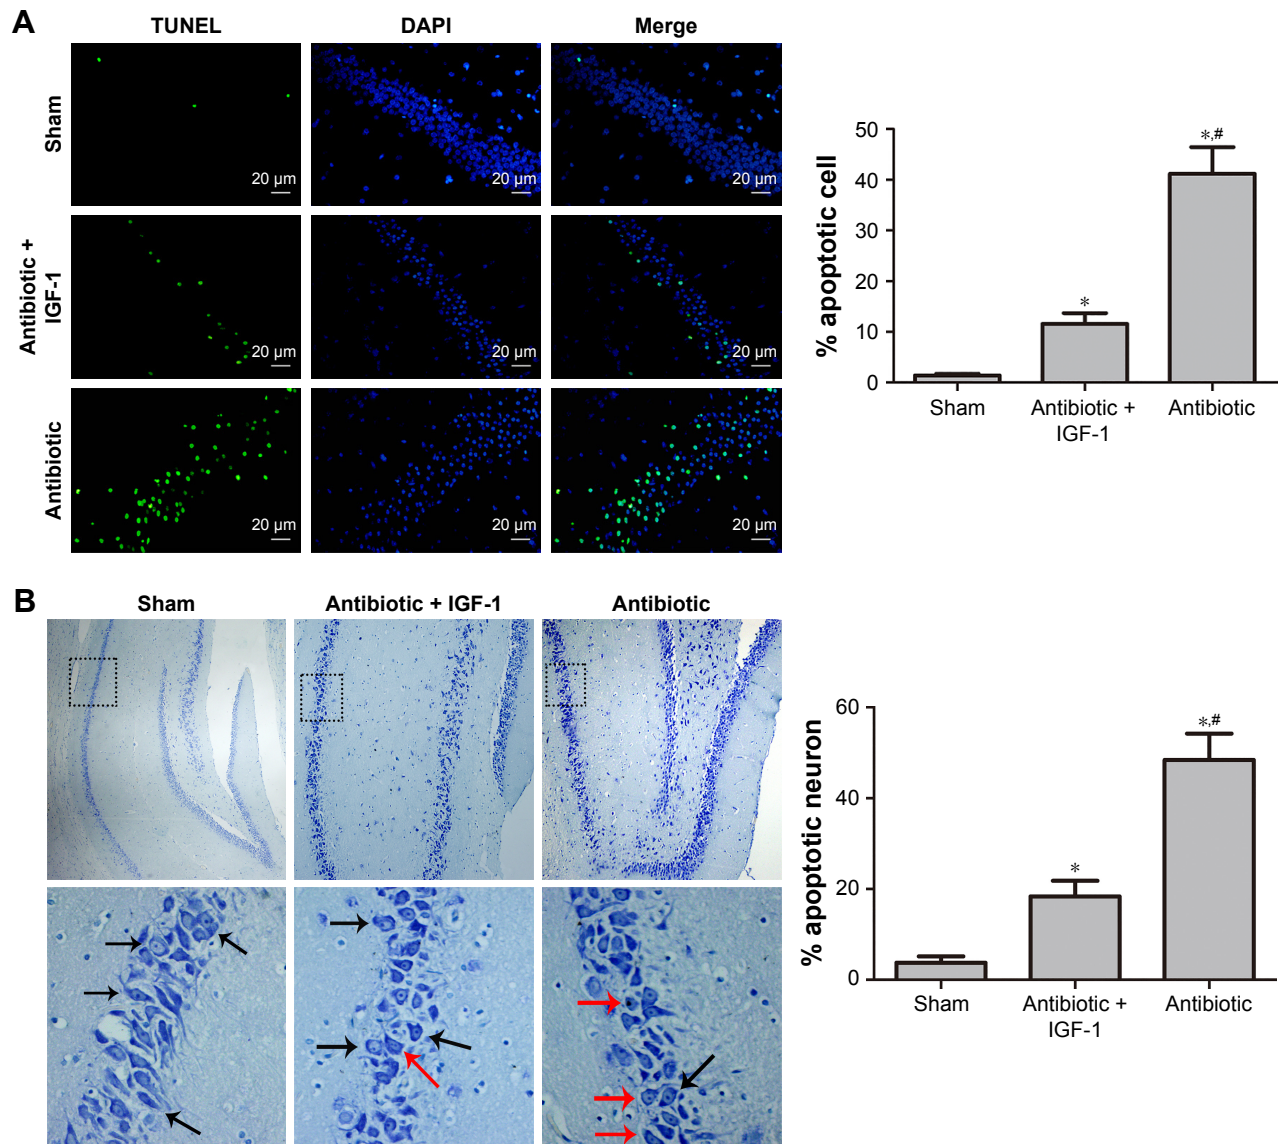 A
TUNEL
DAPI
Merge
Sham
20 µm
20 µm
20 µm
Antibiotic +
IGF-1
20 µm
20 µm
20 µm
Antibiotic
20 µm
20 µm
20 µm
% apoptotic cell
50
40
30
20
10
0
*
*,#
Sham
Antibiotic +
IGF-1
Antibiotic
B
Sham
Antibiotic + IGF-1
Antibiotic
% apoptotic neuron
60
40
20
0
*
*,#
Sham
Antibiotic +
IGF-1
Antibiotic